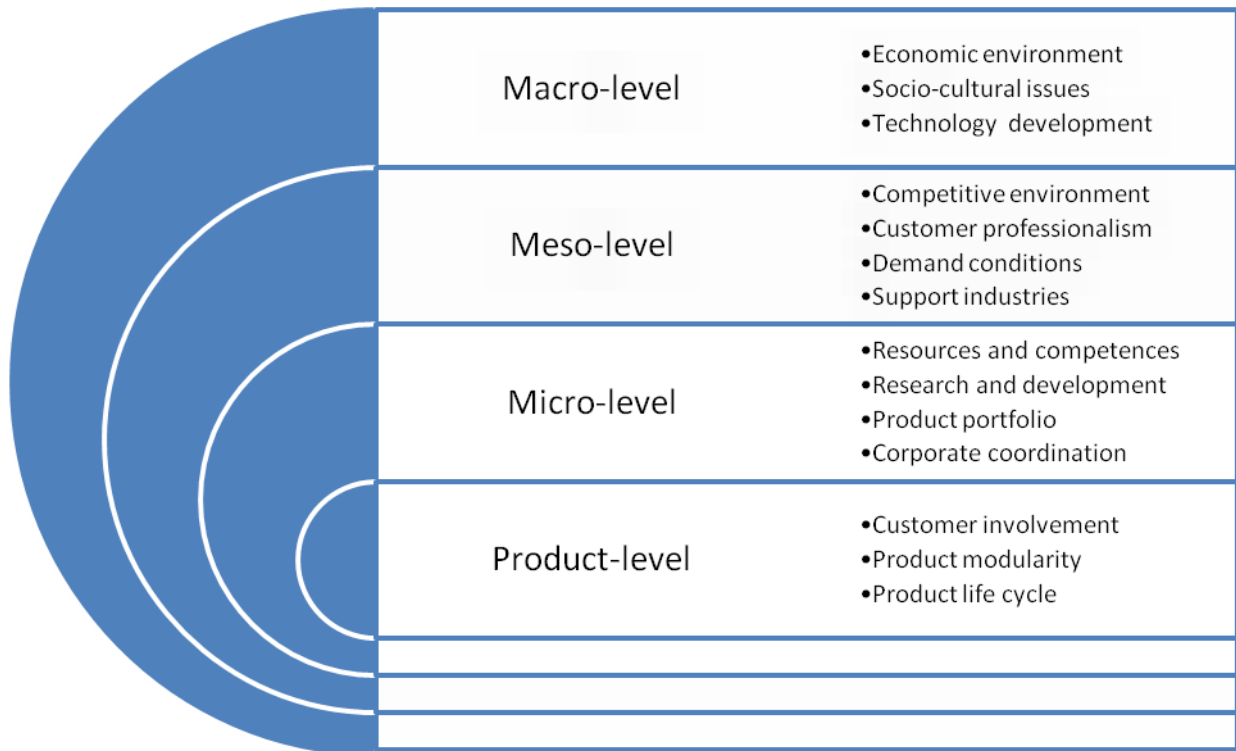 Macro-level
•Economic environment
•Socio-cultural issues
•Technology development
Meso-level
•Competitive environment
•Customer professionalism
•Demand conditions
•Support industries
Micro-level
•Resources and competences
•Research and development
•Product portfolio
•Corporate coordination
Product-level
•Customer involvement
•Product modularity
•Product life cycle